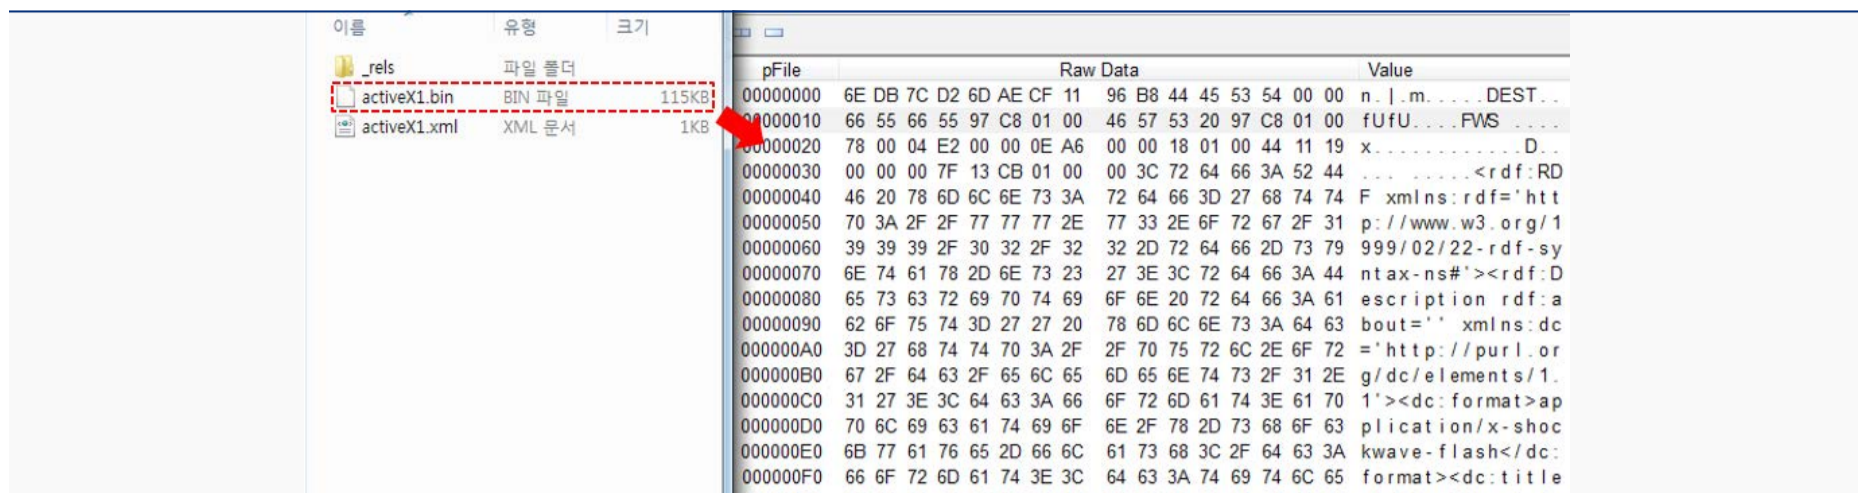 이름 유형 크기
_rels 파일 폴더
activeX1.bin BIN 파일 115KB
activeX1.xml XML 문서 1KB
pFile Raw Data Value
00000000 6E DB 7C D2 6D AE CF 11 96 B8 44 45 53 54 00 00 n.|.m.....DEST..
00000010 66 55 66 55 97 C8 01 00 46 57 53 20 97 C8 01 00 fUfU....FWS ....
00000020 78 00 04 E2 00 00 0E A6 00 00 18 01 00 44 11 19 x............D..
00000030 00 00 00 7F 13 CB 01 00 00 3C 72 64 66 3A 52 44 ... .....<rdf:RD
00000040 46 20 78 6D 6C 6E 73 3A 72 64 66 3D 27 68 74 74 F xmlns:rdf='htt
00000050 70 3A 2F 2F 77 77 77 2E 77 33 2E 6F 72 67 2F 31 p://www.w3.org/1
00000060 39 39 39 2F 30 32 2F 32 32 2D 72 64 66 2D 73 79 999/02/22-rdf-sy
00000070 6E 74 61 78 2D 6E 73 23 27 3E 3C 72 64 66 3A 44 ntax-ns#'><rdf:D
00000080 65 73 63 72 69 70 74 69 6F 6E 20 72 64 66 3A 61 escription rdf:a
00000090 62 6F 75 74 3D 27 27 20 78 6D 6C 6E 73 3A 64 63 bout='' xmlns:dc
000000A0 3D 27 68 74 74 70 3A 2F 2F 70 75 72 6C 2E 6F 72 ='http://purl.or
000000B0 67 2F 64 63 2F 65 6C 65 6D 65 6E 74 73 2F 31 2E g/dc/elements/1.
000000C0 31 27 3E 3C 64 63 3A 66 6F 72 6D 61 74 3E 61 70 1'><dc:format>ap
000000D0 70 6C 69 63 61 74 69 6F 6E 2F 78 2D 73 68 6F 63 plication/x-shoc
000000E0 6B 77 61 76 65 2D 66 6C 61 73 68 3C 2F 64 63 3A kwave-flash</dc:
000000F0 66 6F 72 6D 61 74 3E 3C 64 63 3A 74 69 74 6C 65 format><dc:title